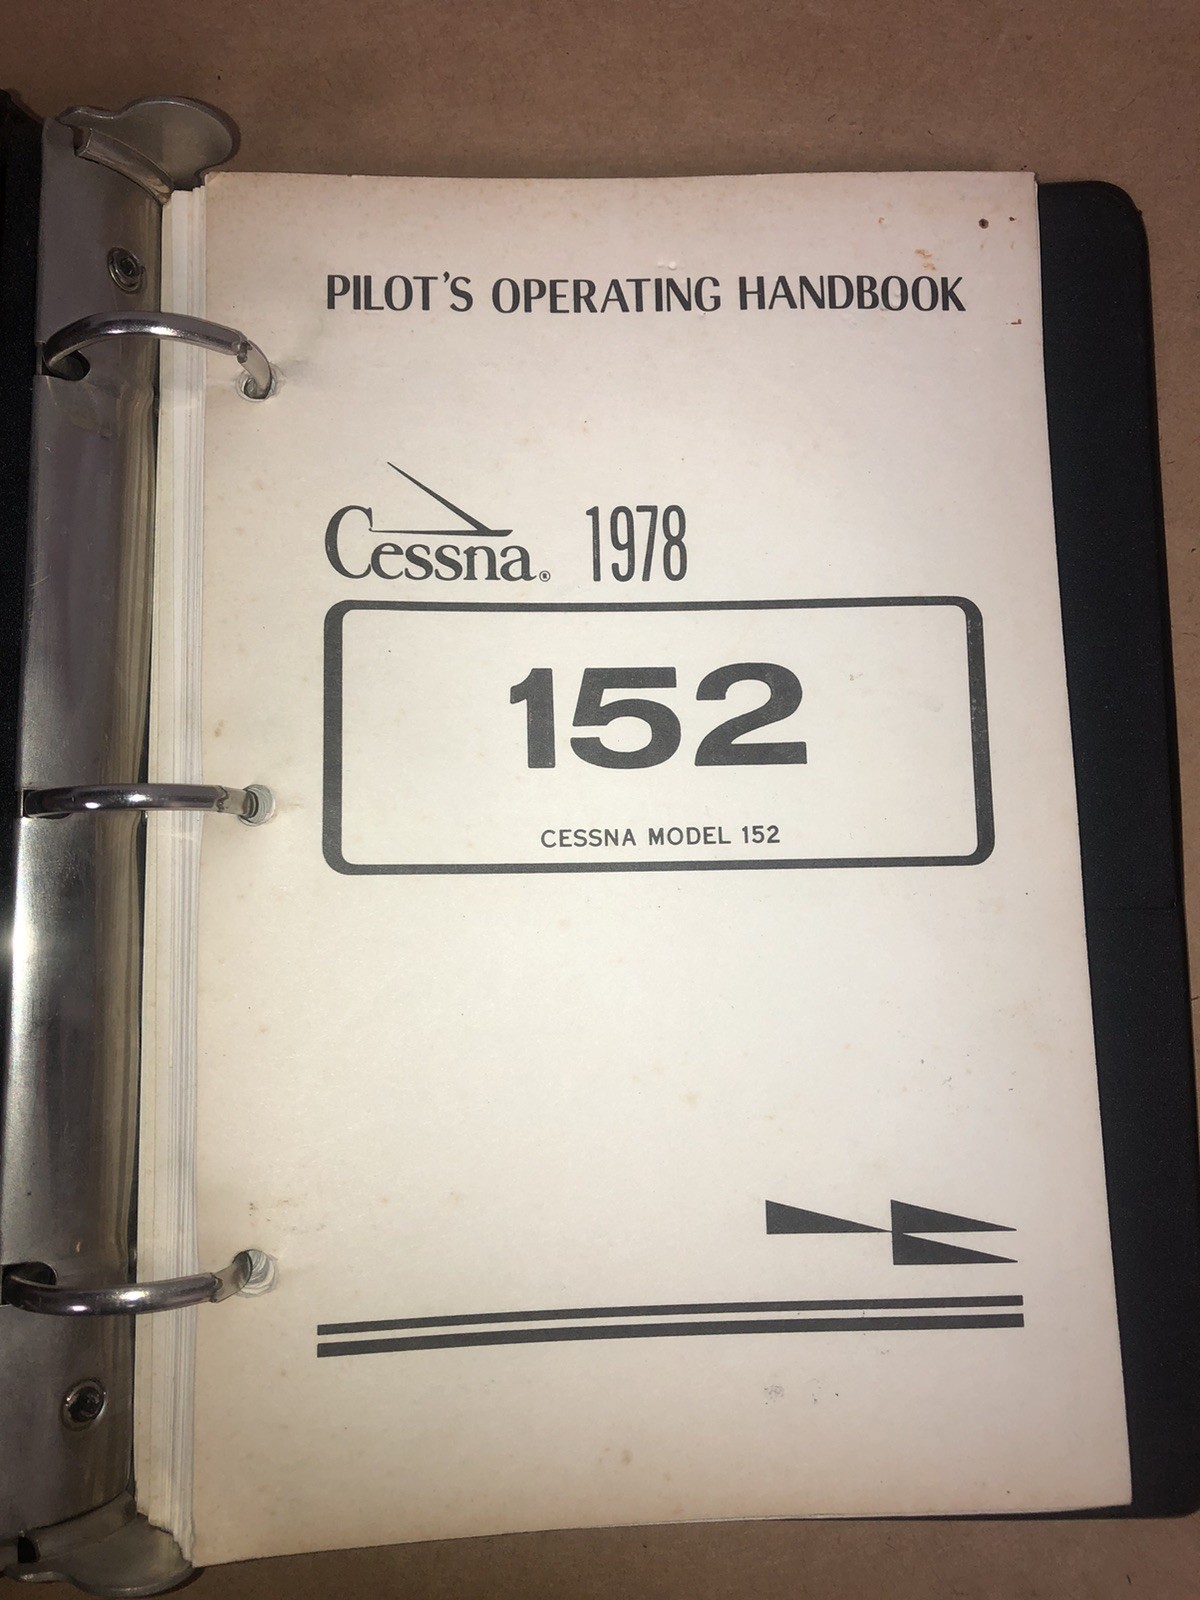 PILOT'S OPERATING HANDBOOK
Cessna® 1978
152
CESSNA MODEL 152